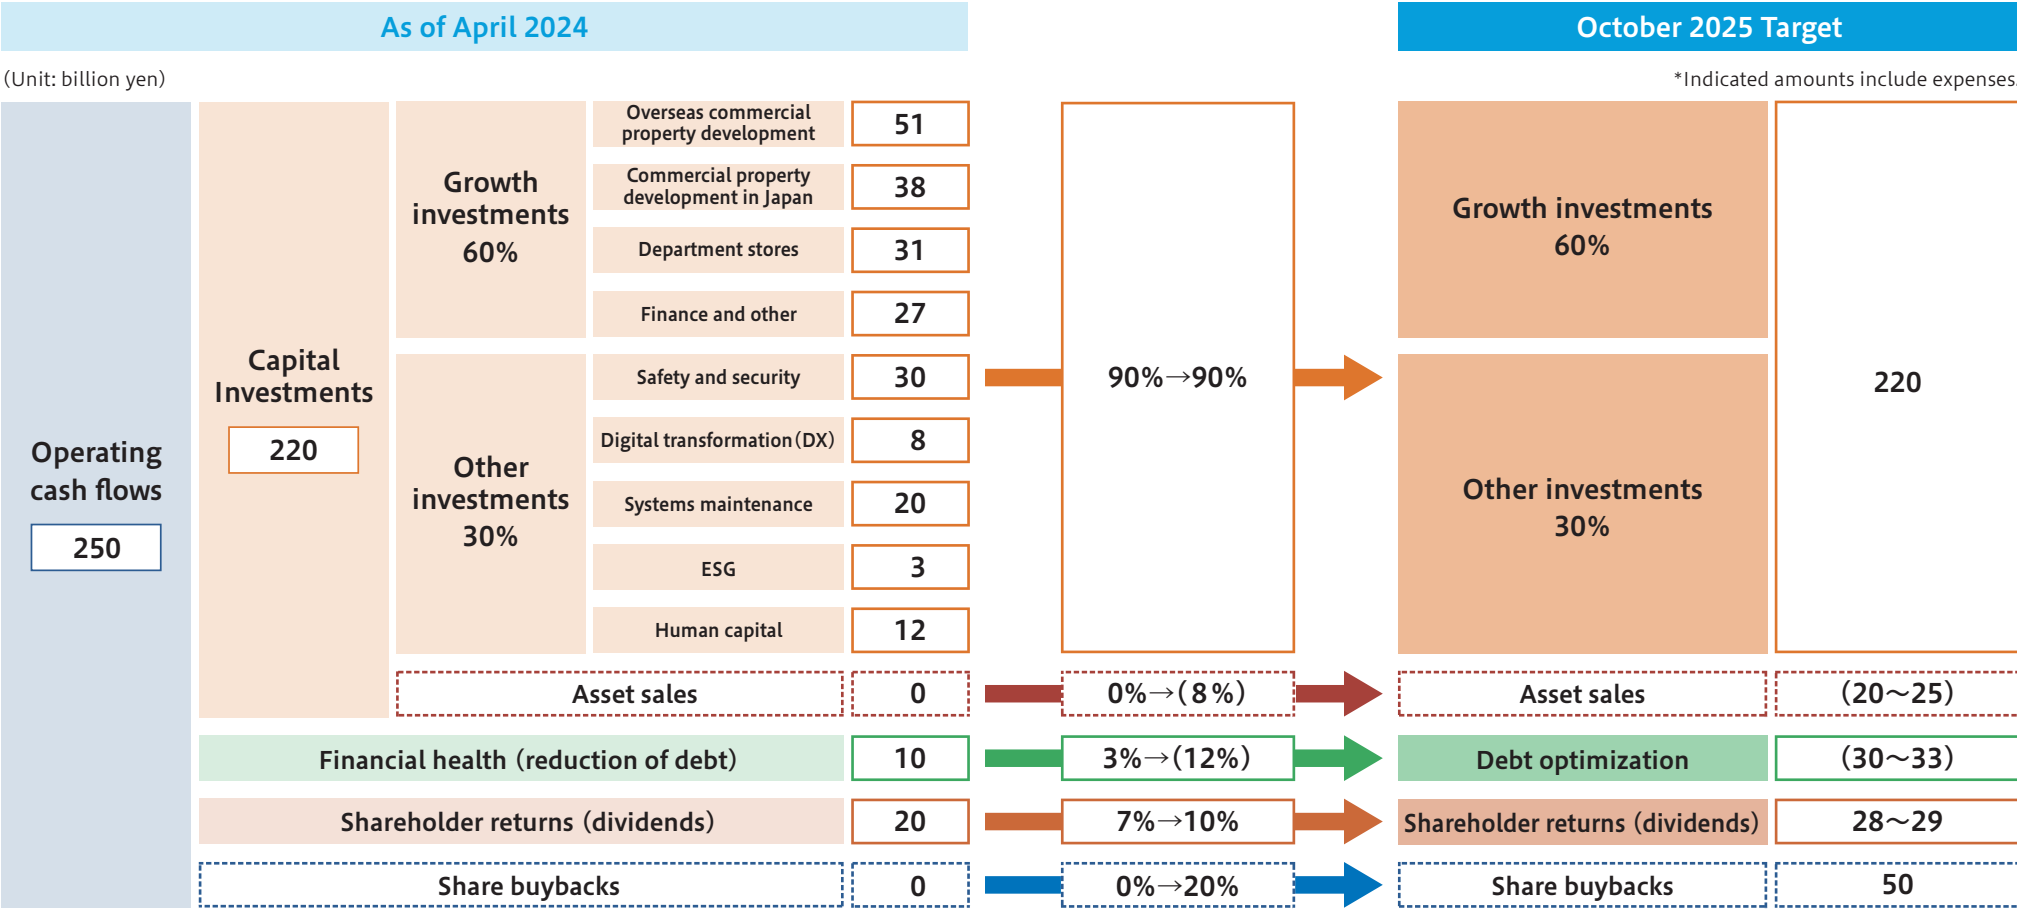 As of April 2024
October 2025 Target
(Unit: billion yen)
*Indicated amounts include expenses.
Operating
cash flows
250
Capital
Investments
220
Growth
investments
60%
Overseas commercial
property development
51
Commercial property
development in Japan
38
Department stores
31
Finance and other
27
Other
investments
30%
Safety and security
30
Digital transformation(DX)
8
Systems maintenance
20
ESG
3
Human capital
12
90%→90%
Growth investments
60%
Other investments
30%
220
Asset sales
0
0%→(8%)
Asset sales
(20～25)
Financial health (reduction of debt)
10
3%→(12%)
Debt optimization
(30～33)
Shareholder returns (dividends)
20
7%→10%
Shareholder returns (dividends)
28～29
Share buybacks
0
0%→20%
Share buybacks
50